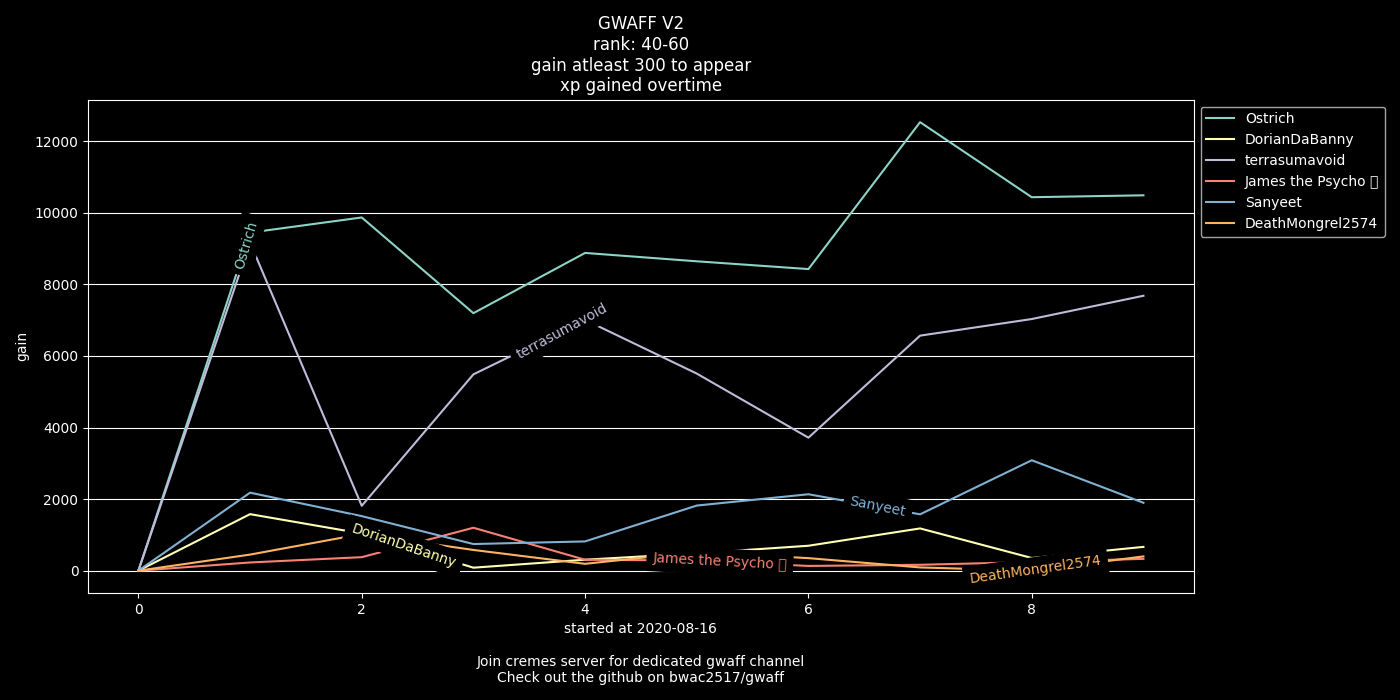 GWAFF V2
rank: 40-60
gain atleast 300 to appear
xp gained overtime
Ostrich
DorianDaBanny
terrasumavoid
James the Psycho
Sanyeet
DeathMongrel2574
12000
10000
8000
6000
4000
2000
0
gain
Ostrich
terrasumavoid
Sanyeet
DorianDaBanny
James the Psycho
DeathMongrel2574
0
2
4
6
8
started at 2020-08-16
Join cremes server for dedicated gwaff channel
Check out the github on bwac2517/gwaff